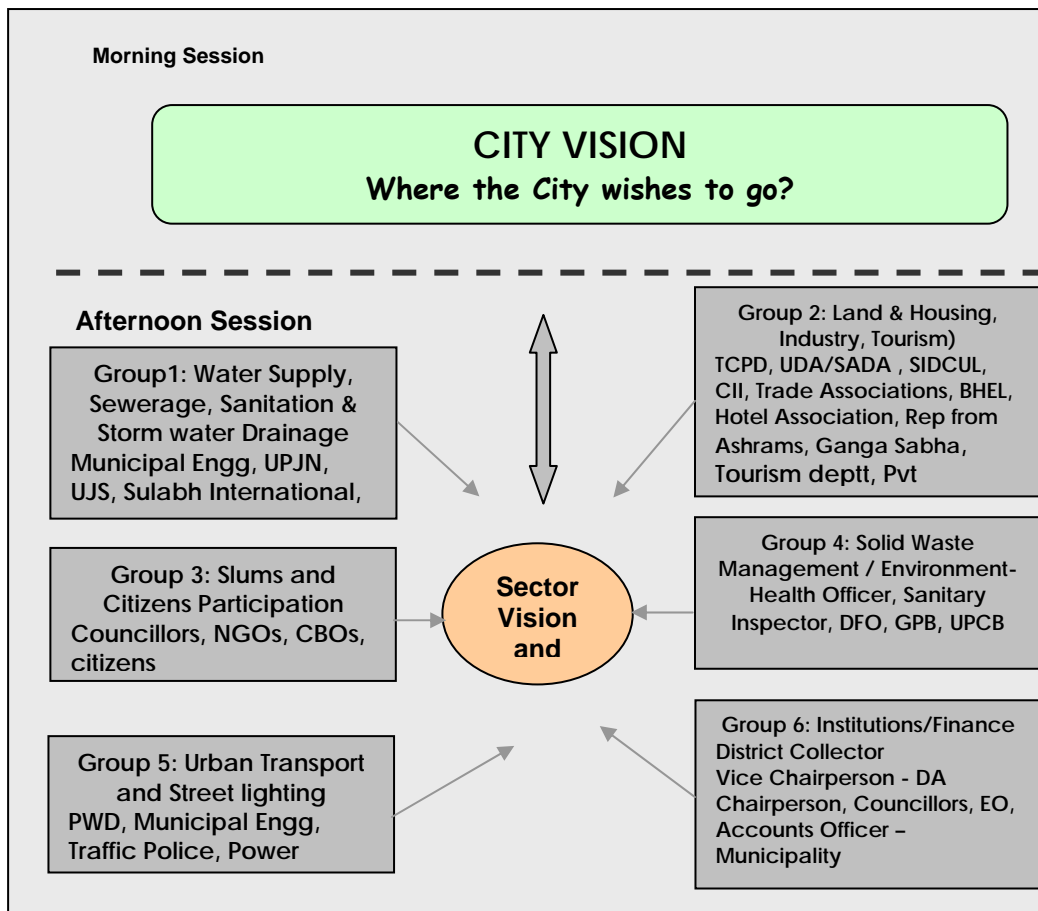 Morning Session
CITY VISION
Where the City wishes to go?
Afternoon Session
Group1: Water Supply,
Sewerage, Sanitation &
Storm water Drainage
Municipal Engg, UPJN,
UJS, Sulabh International,
Group 2: Land & Housing,
Industry, Tourism)
TCPD, UDA/SADA , SIDCUL,
CII, Trade Associations, BHEL,
Hotel Association, Rep from
Ashrams, Ganga Sabha,
Tourism deptt, Pvt
Group 3: Slums and
Citizens Participation
Councillors, NGOs, CBOs,
citizens
Sector
Vision
and
Group 4: Solid Waste
Management / Environment-
Health Officer, Sanitary
Inspector, DFO, GPB, UPCB
Group 5: Urban Transport
and Street lighting
PWD, Municipal Engg,
Traffic Police, Power
Group 6: Institutions/Finance
District Collector
Vice Chairperson - DA
Chairperson, Councillors, EO,
Accounts Officer –
Municipality